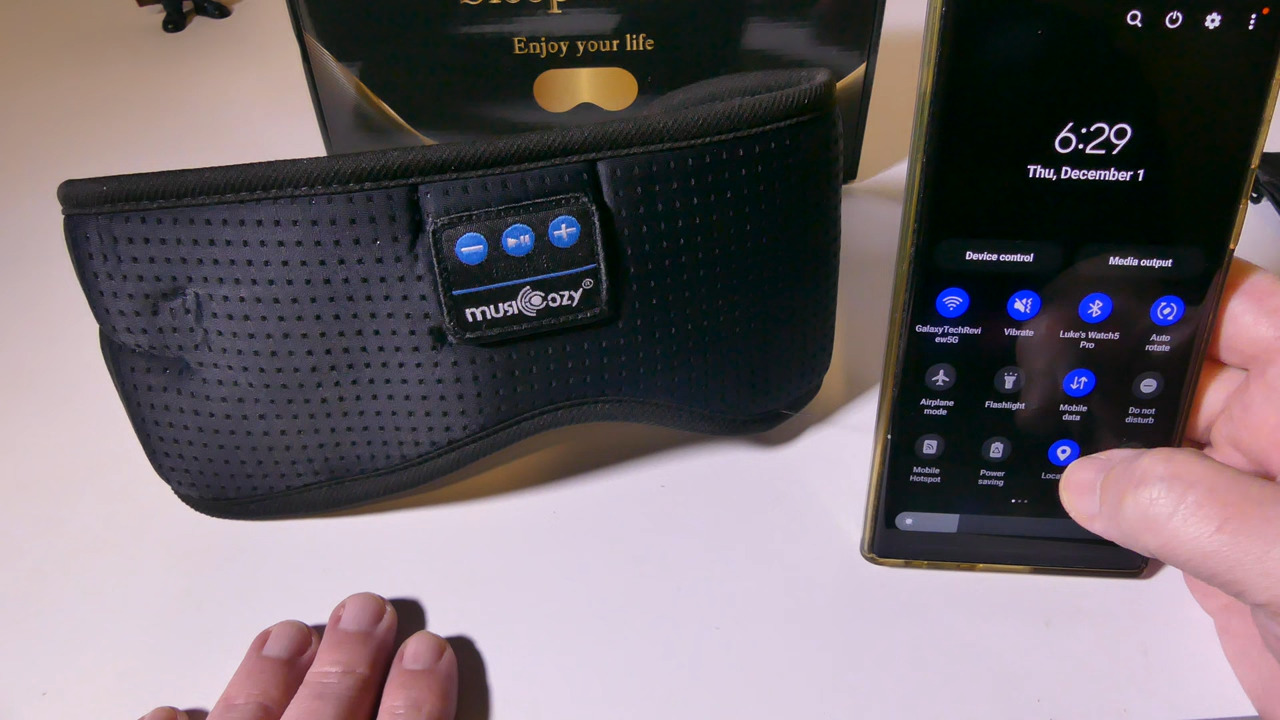 Sleep
Enjoy your life
musicozy®
6:29
Thu, December 1
Device control
Media output
GalaxyTechRevi
ew5G
Vibrate
Luke's Watch5
Pro
Auto
rotate
Airplane
mode
Flashlight
Mobile
data
Do not
disturb
Mobile
Hotspot
Power
saving